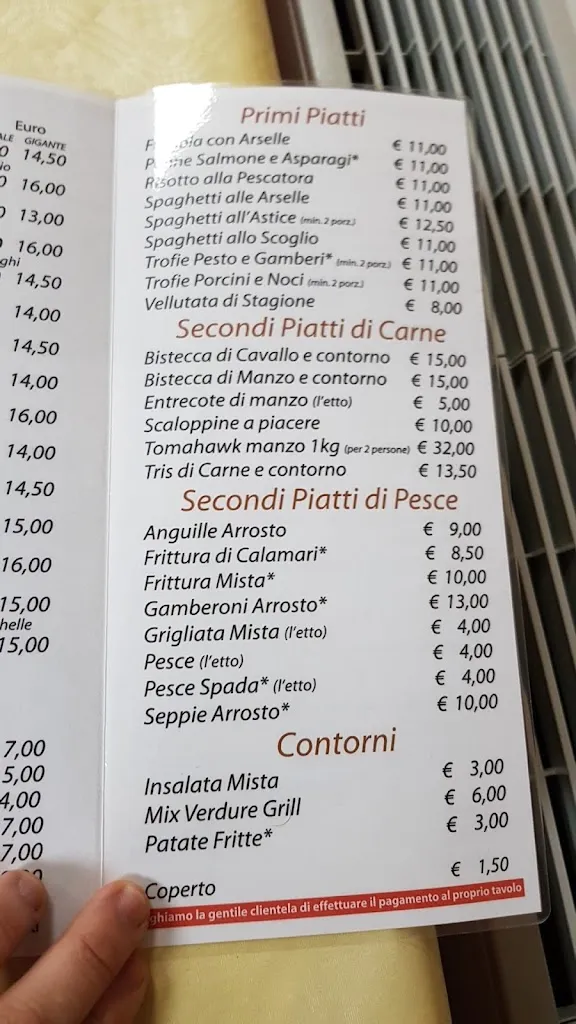 Euro
GIGANTE
14,50
16,00
13,00
16,00
14,50
14,00
14,50
14,00
16,00
14,00
14,50
15,00
16,00
15,00
15,00
7,00
5,00
4,00
7,00
7,00
Primi Piatti
con Arselle € 11,00
Salmone e Asparagi* € 11,00
Risotto alla Pescatora € 11,00
Spaghetti alle Arselle € 11,00
Spaghetti all'Astice (min. 2 porz.) € 12,50
Spaghetti allo Scoglio € 11,00
Trofie Pesto e Gamberi* (min. 2 porz.) € 11,00
Trofie Porcini e Noci (min. 2 porz.) € 11,00
Vellutata di Stagione € 8,00
Secondi Piatti di Carne
Bistecca di Cavallo e contorno € 15,00
Bistecca di Manzo e contorno € 15,00
Entrecote di manzo (l'etto) € 5,00
Scaloppine a piacere € 10,00
Tomahawk manzo 1kg (per 2 persone) € 32,00
Tris di Carne e contorno € 13,50
Secondi Piatti di Pesce
Anguille Arrosto € 9,00
Frittura di Calamari* € 8,50
Frittura Mista* € 10,00
Gamberoni Arrosto* € 13,00
Grigliata Mista (l'etto) € 4,00
Pesce (l'etto) € 4,00
Pesce Spada* (l'etto) € 4,00
Seppie Arrosto* € 10,00
Contorni
Insalata Mista € 3,00
Mix Verdure Grill € 6,00
Patate Fritte* € 3,00
Coperto € 1,50
ghiamo la gentile clientela di effettuare il pagamento al proprio tavolo